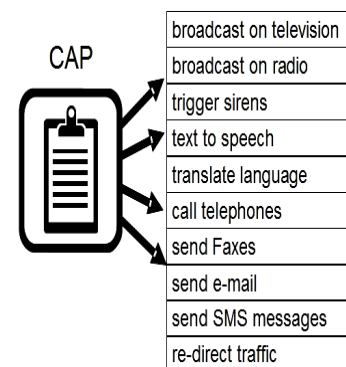 CAP
broadcast on television
broadcast on radio
trigger sirens
text to speech
translate language
call telephones
send Faxes
send e-mail
send SMS messages
re-direct traffic